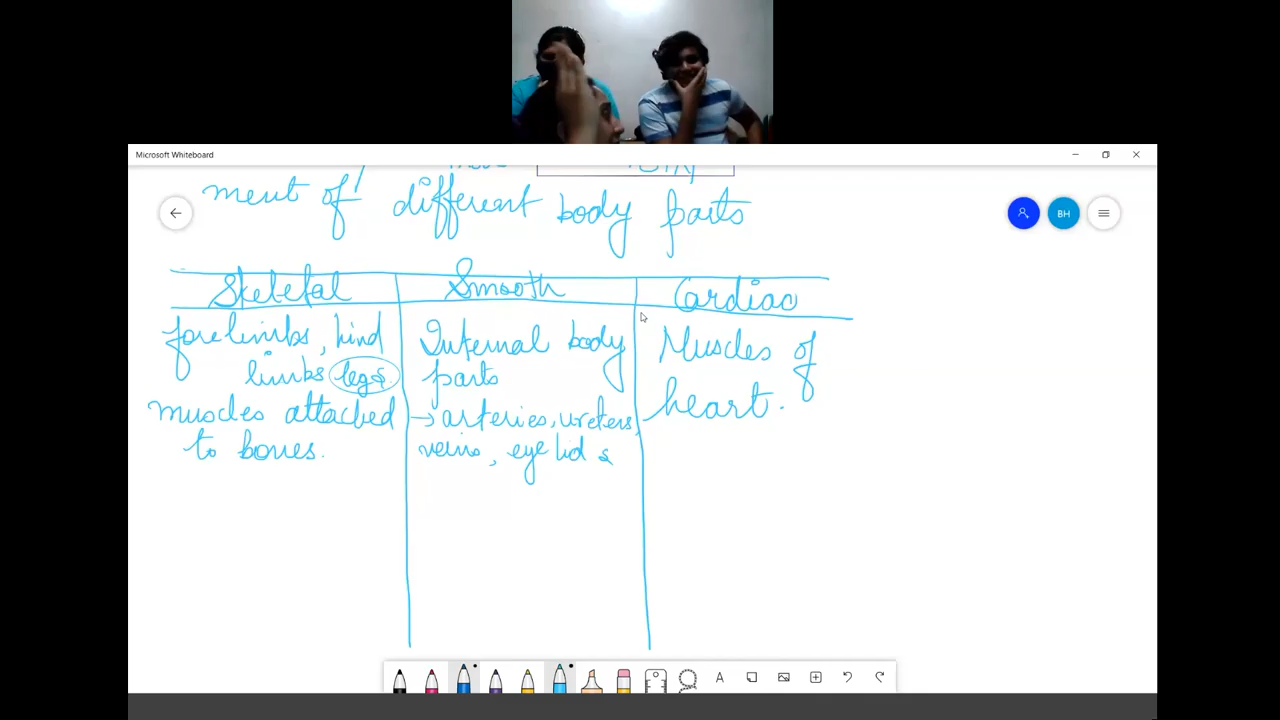 Microsoft Whiteboard
ment of different body parts
BH
Skeletal Smooth Cardiac
forelimbs, hind
limbs legs.
muscles attached
to bones.
Internal body
parts
→ arteries, ureters,
veins, eye lid s
Muscles of
heart.
A